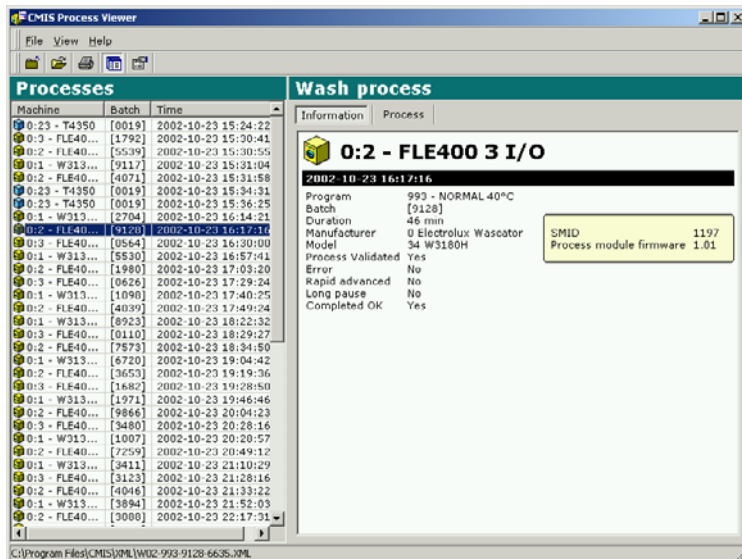 CMIS Process Viewer
File View Help
Processes
Machine Batch Time
0:23 - T4350 [0019] 2002-10-23 15:24:22
0:3 - FLE40... [1792] 2002-10-23 15:30:41
0:2 - FLE40... [5539] 2002-10-23 15:30:55
0:1 - W313... [9117] 2002-10-23 15:31:04
0:2 - FLE40... [4071] 2002-10-23 15:31:58
0:23 - T4350 [0019] 2002-10-23 15:34:31
0:23 - T4350 [0019] 2002-10-23 15:36:25
0:1 - W313... [2704] 2002-10-23 16:14:21
0:2 - FLE40... [9128] 2002-10-23 16:17:16
0:3 - FLE40... [0564] 2002-10-23 16:30:00
0:1 - W313... [5530] 2002-10-23 16:57:41
0:2 - FLE40... [1980] 2002-10-23 17:03:20
0:3 - FLE40... [0626] 2002-10-23 17:29:24
0:1 - W313... [1098] 2002-10-23 17:40:25
0:2 - FLE40... [4039] 2002-10-23 17:49:24
0:1 - W313... [8923] 2002-10-23 18:22:32
0:3 - FLE40... [0110] 2002-10-23 18:29:27
0:2 - FLE40... [7573] 2002-10-23 18:34:50
0:1 - W313... [6720] 2002-10-23 19:04:42
0:2 - FLE40... [3653] 2002-10-23 19:19:36
0:3 - FLE40... [1682] 2002-10-23 19:28:50
0:1 - W313... [1971] 2002-10-23 19:46:46
0:2 - FLE40... [9866] 2002-10-23 20:04:23
0:3 - FLE40... [3480] 2002-10-23 20:28:16
0:1 - W313... [1007] 2002-10-23 20:28:57
0:2 - FLE40... [7259] 2002-10-23 20:49:12
0:1 - W313... [3411] 2002-10-23 21:10:29
0:3 - FLE40... [3123] 2002-10-23 21:28:16
0:2 - FLE40... [4046] 2002-10-23 21:33:22
0:1 - W313... [3894] 2002-10-23 21:52:03
0:2 - FLE40... [3088] 2002-10-23 22:17:31
Wash process
Information Process
0:2 - FLE400 3 I/O
2002-10-23 16:17:16
Program 993 - NORMAL 40°C
Batch [9128]
Duration 46 min
Manufacturer 0 Electrolux Wascator
Model 34 W3180H
Process Validated Yes
Error No
Rapid advanced No
Long pause No
Completed OK Yes
SMID 1197
Process module firmware 1.01
C:\Program Files\CMIS\XML\W02-993-9128-6635.XML